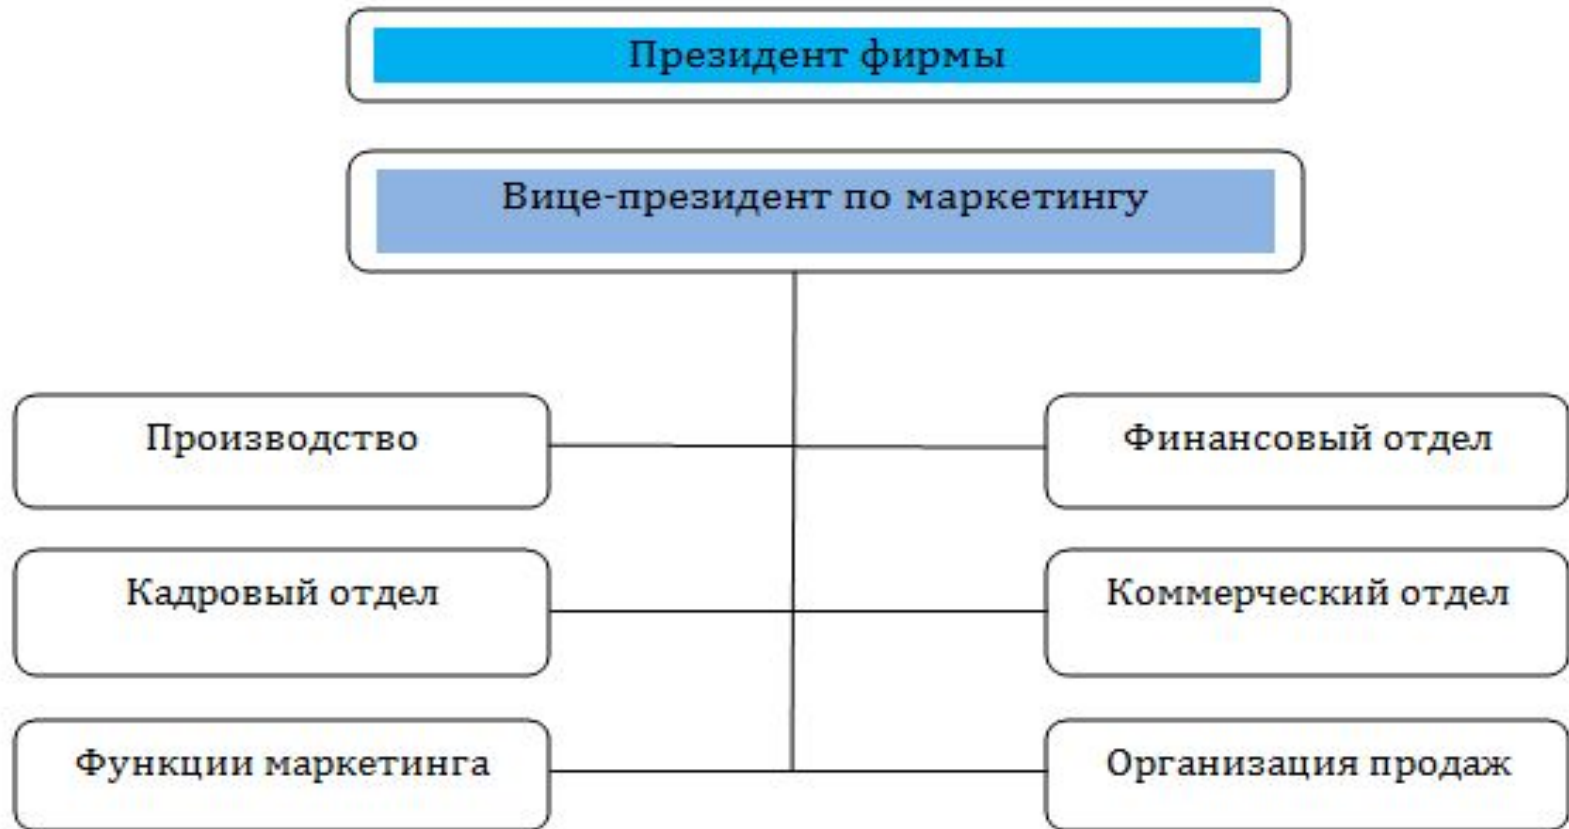 Президент фирмы
Вице-президент по маркетингу
Производство
Финансовый отдел
Кадровый отдел
Коммерческий отдел
Функции маркетинга
Организация продаж